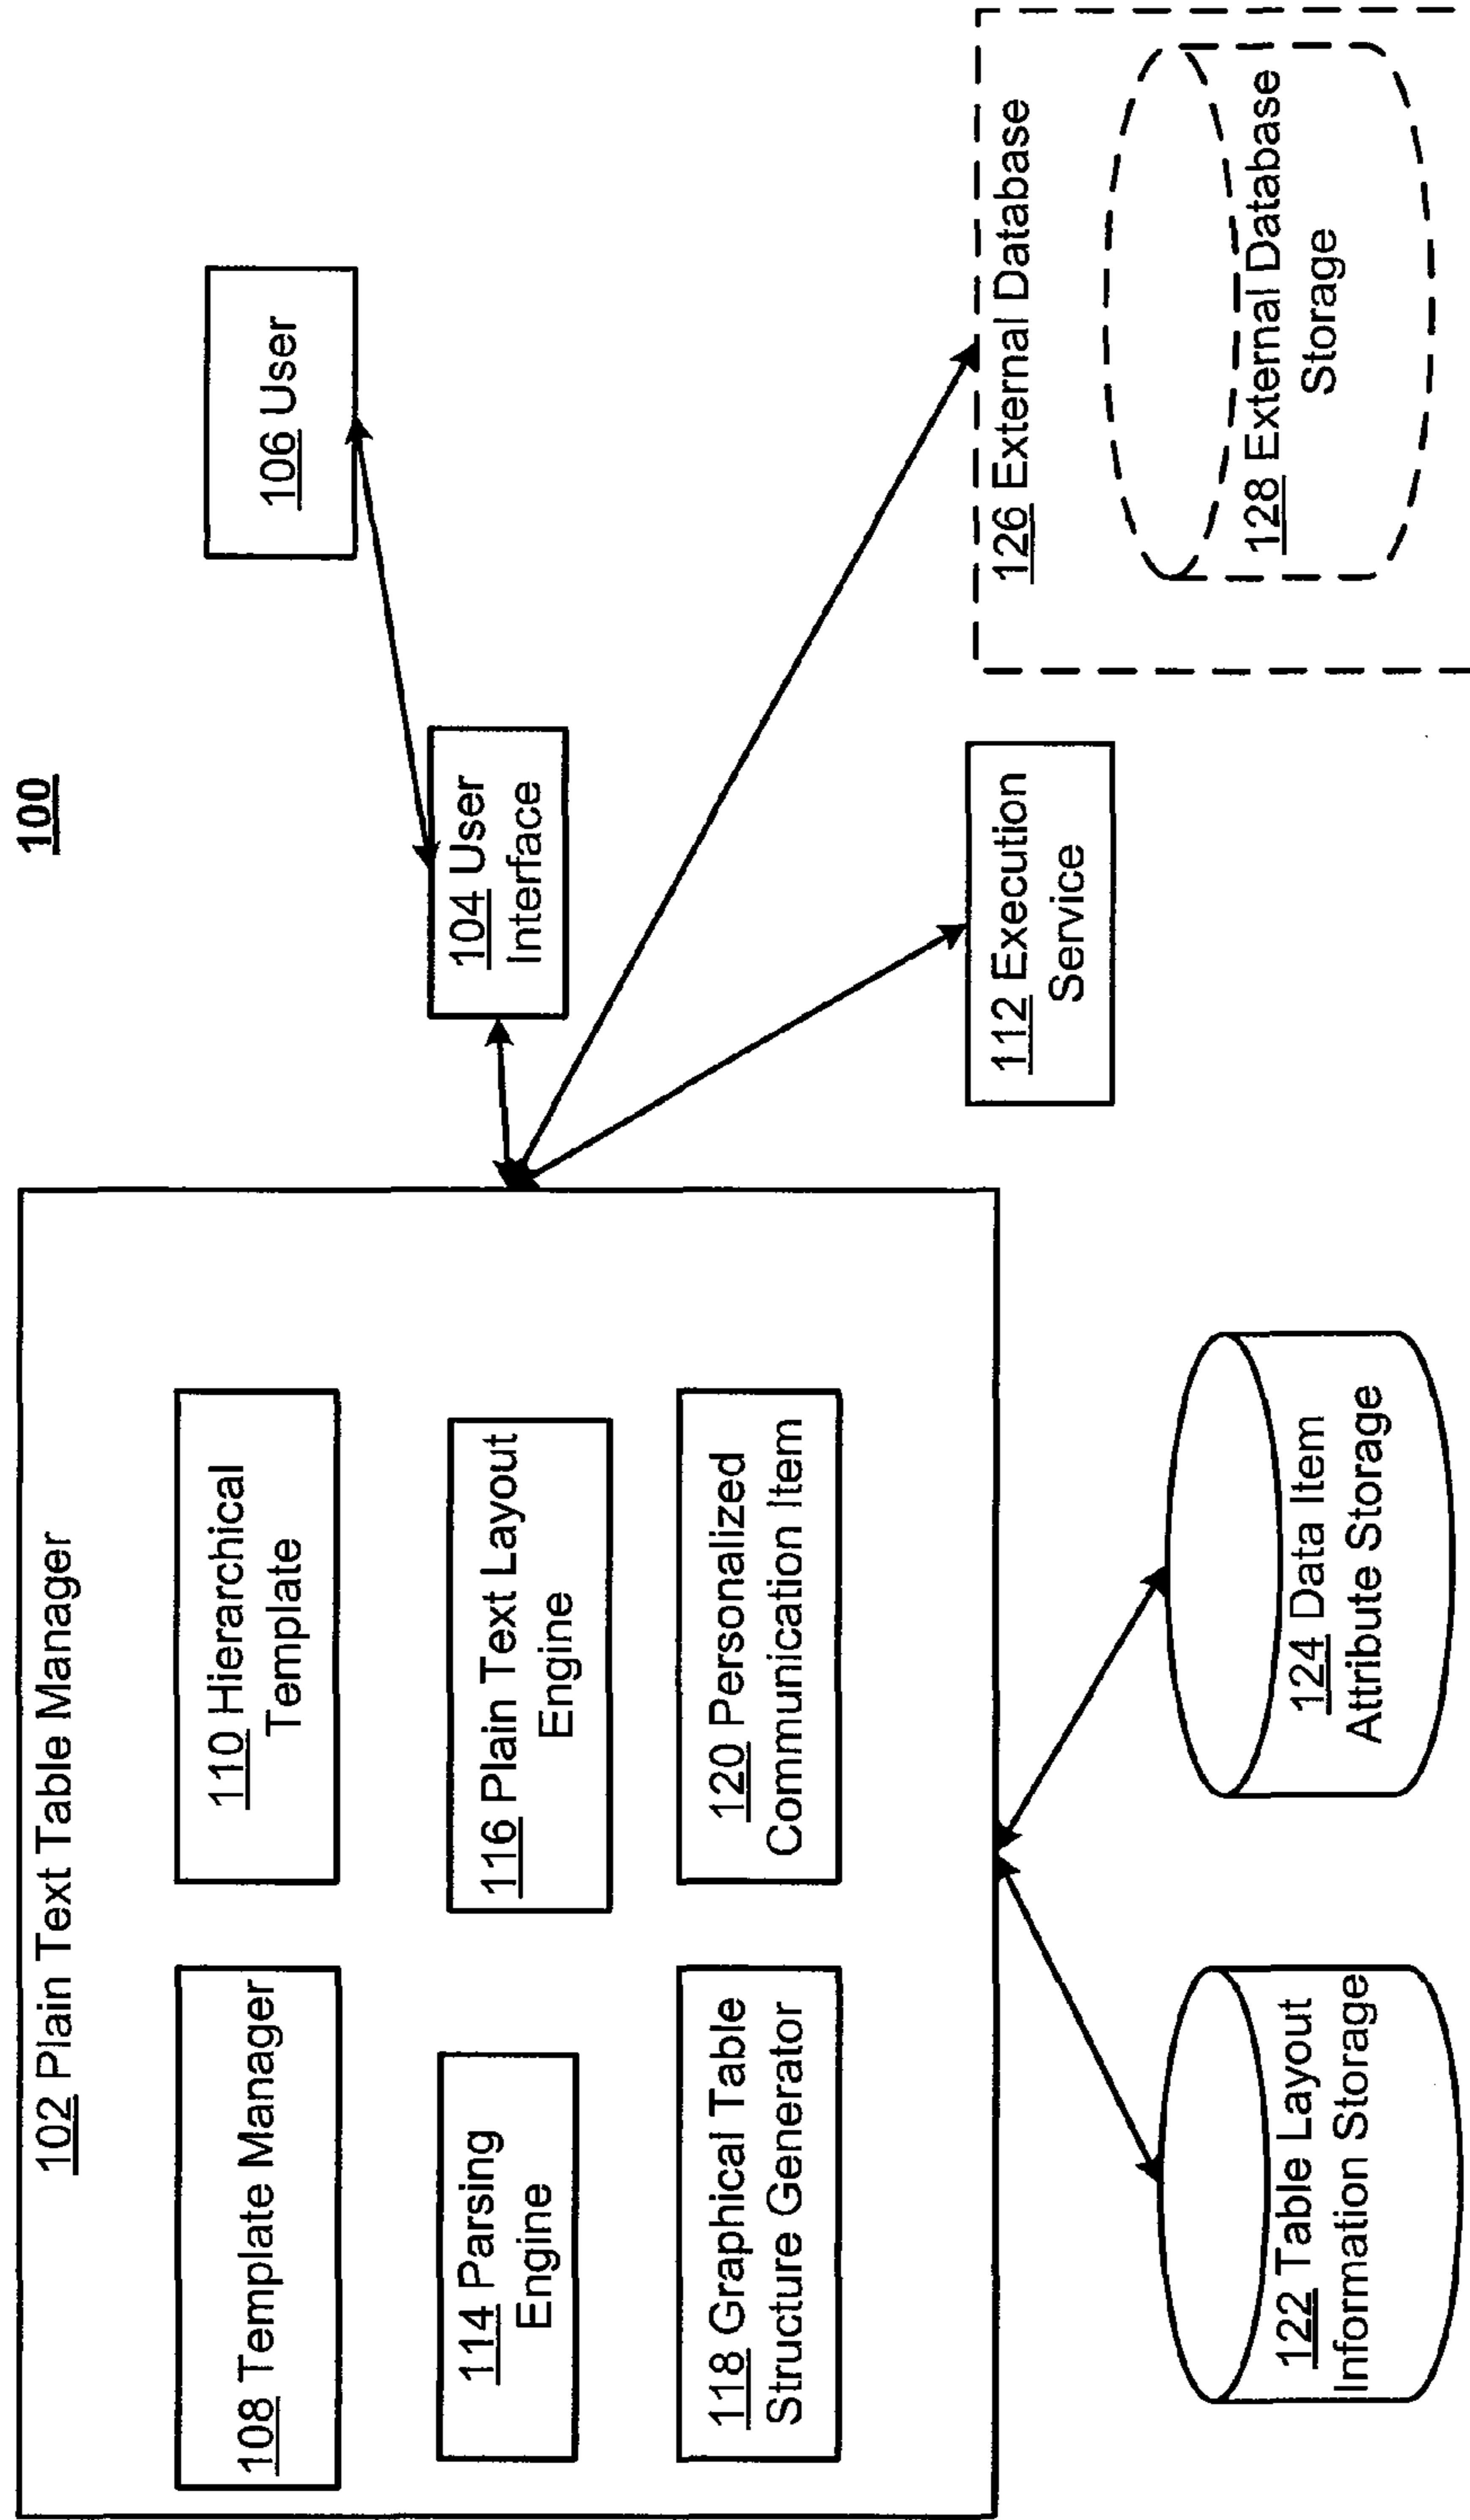 100
102 Plain Text Table Manager
108 Template Manager
110 Hierarchical
Template
114 Parsing
Engine
116 Plain Text Layout
Engine
118 Graphical Table
Structure Generator
120 Personalized
Communication Item
104 User
Interface
106 User
112 Execution
Service
126 External Database
128 External Database
Storage
122 Table Layout
Information Storage
124 Data Item
Attribute Storage